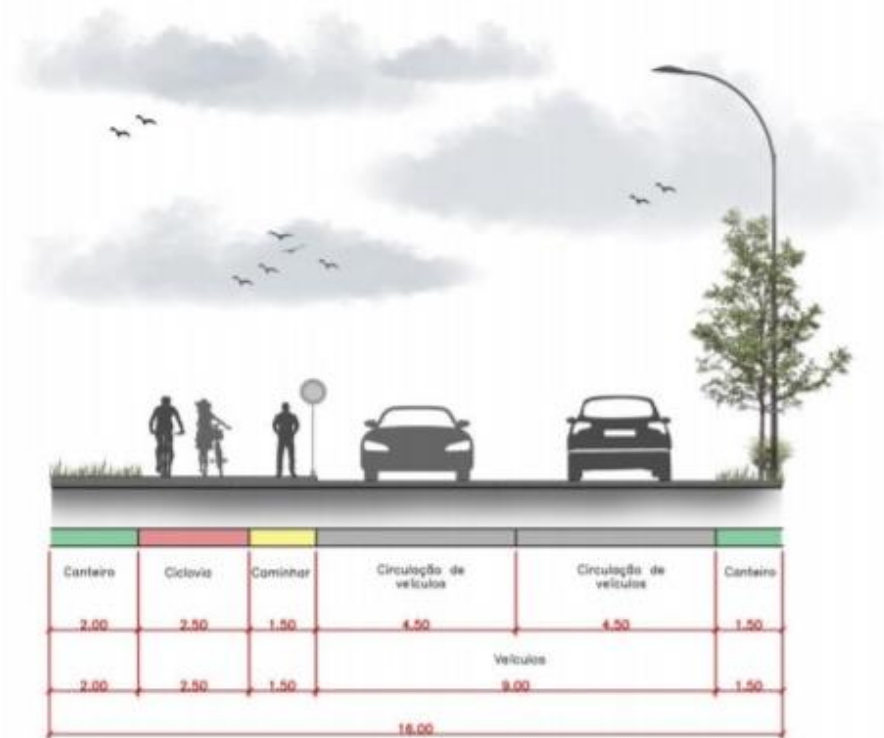 Canteiro
Ciclovia
Caminhar
Circulação de
veículos
Circulação de
veículos
Canteiro
2.00 2.50 1.50 4.50 4.50 1.50
Veículos
2.00 2.50 1.50 9.00 1.50
16.00